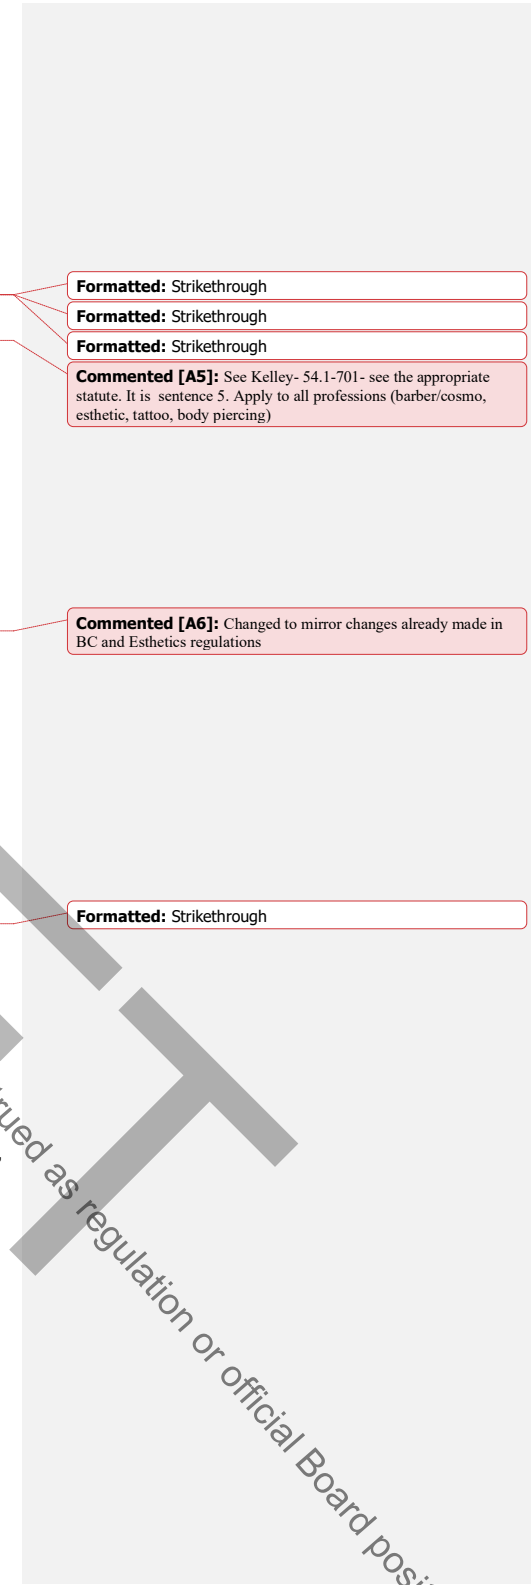 Formatted: Strikethrough
Formatted: Strikethrough
Formatted: Strikethrough
Commented [A5]: See Kelley- 54.1-701- see the appropriate
statute. It is  sentence 5. Apply to all professions (barber/cosmo,
esthetic, tattoo, body piercing)
Commented [A6]: Changed to mirror changes already made in
BC and Esthetics regulations
Formatted: Strikethrough
T
as regulation or official Board